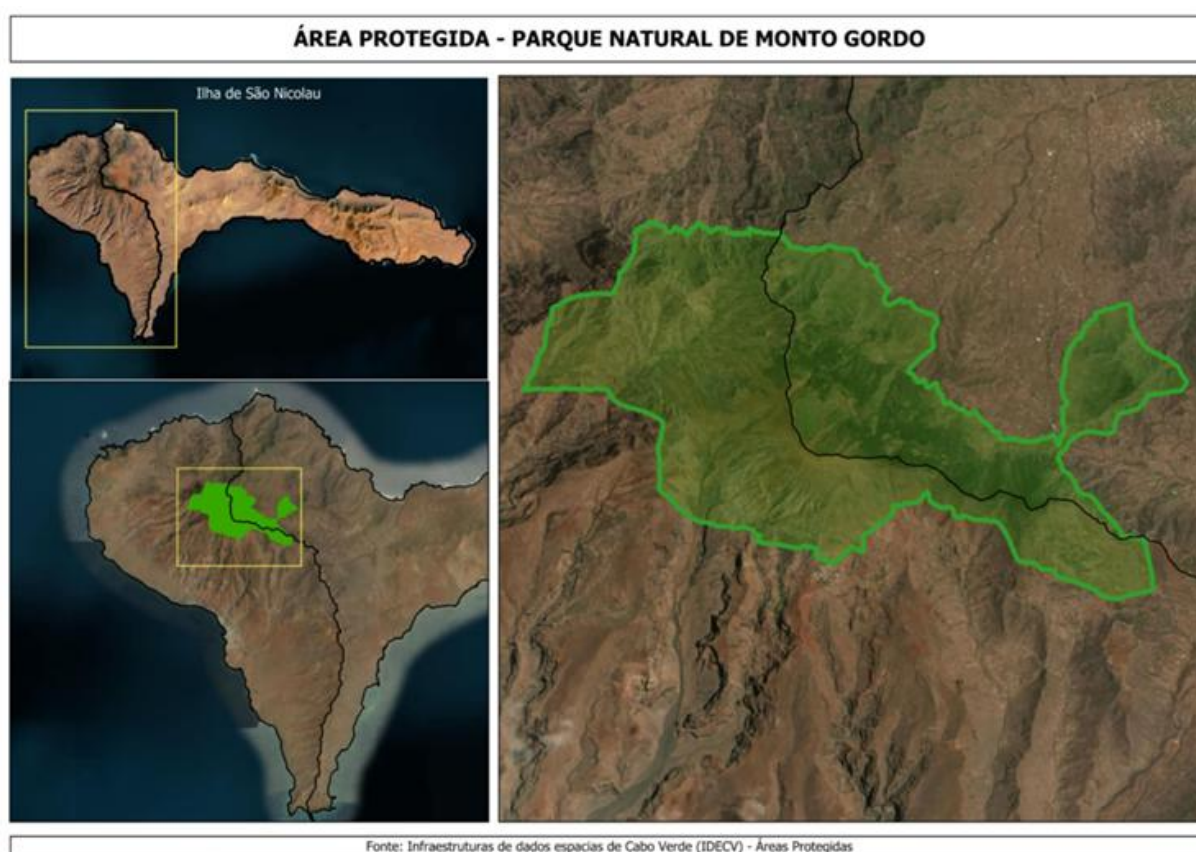 ÁREA PROTEGIDA - PARQUE NATURAL DE MONTO GORDO
Ilha de São Nicolau
Fonte: Infraestruturas de dados espacias de Cabo Verde (IDECV) - Áreas Protegidas